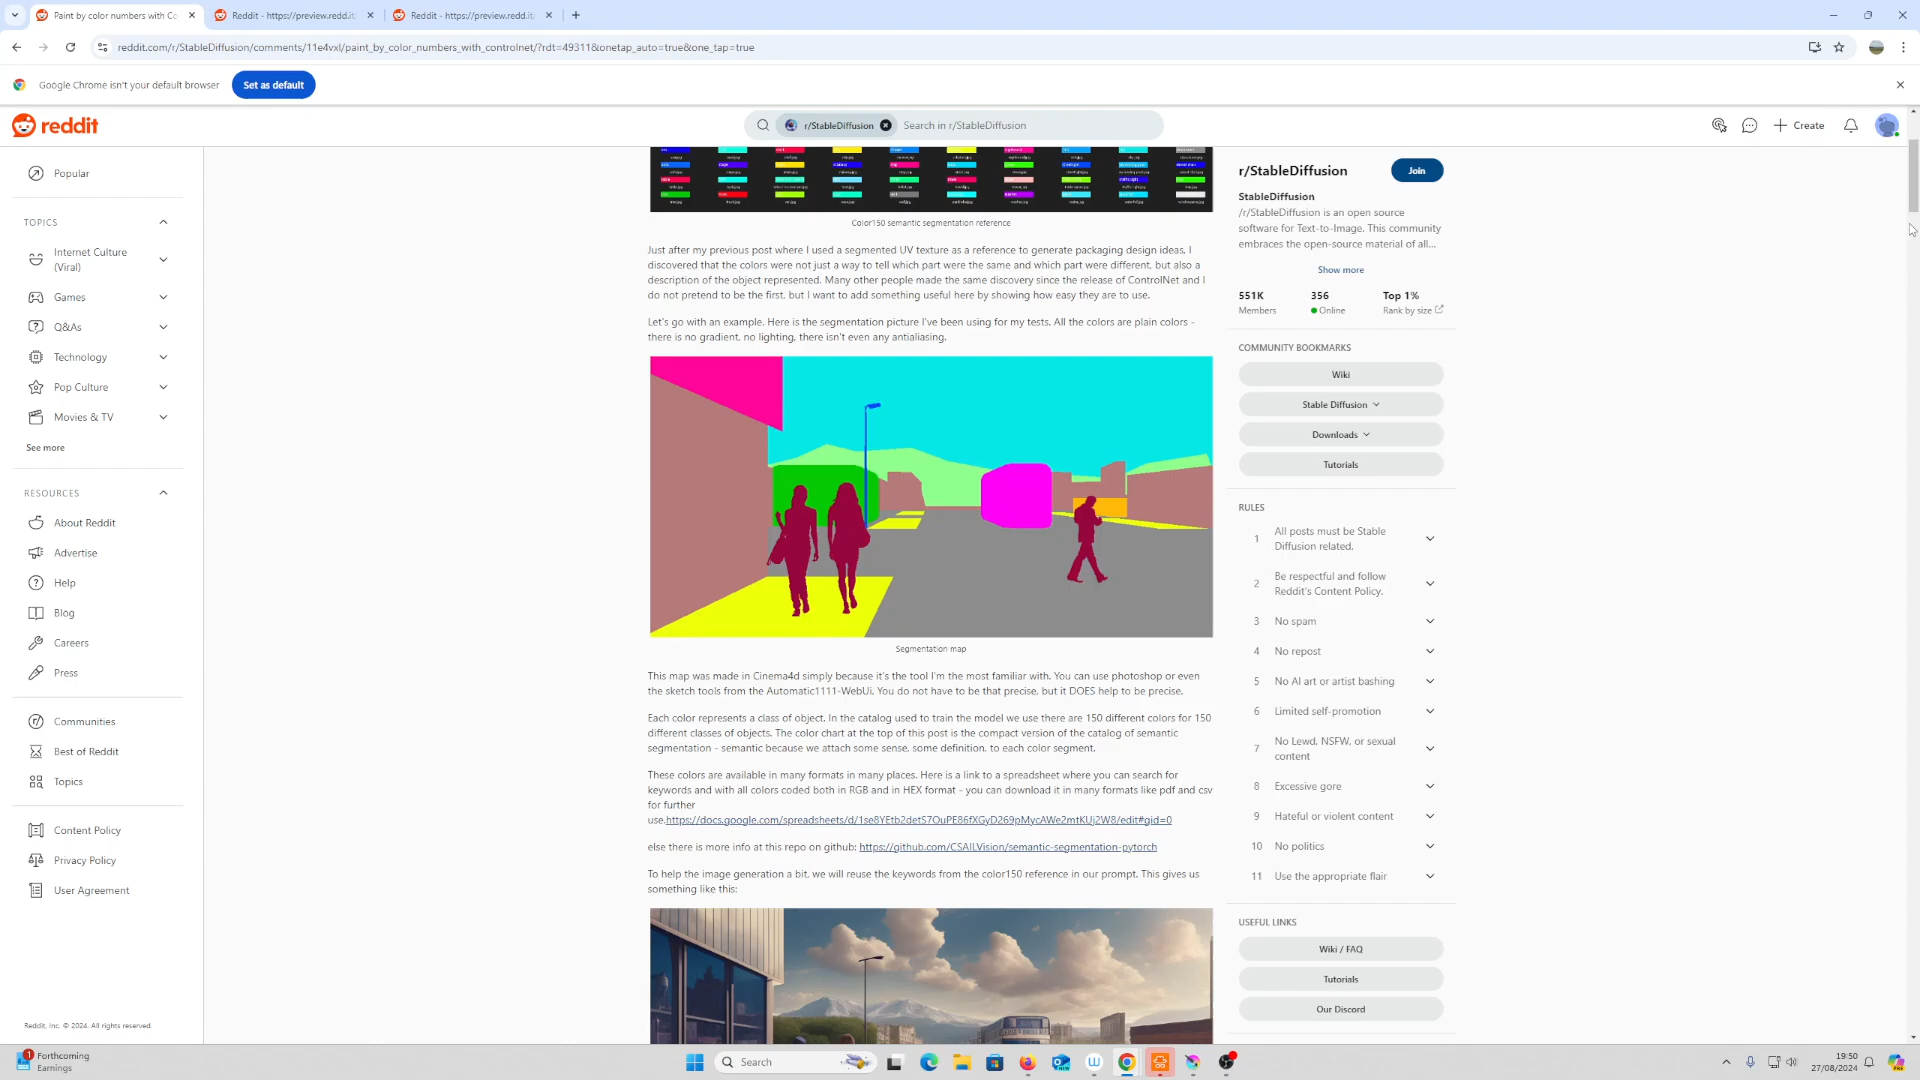 Paint by color numbers with Co
Reddit - https://preview.redd.it
Reddit - https://preview.redd.it
reddit.com/r/StableDiffusion/comments/11e4vxl/paint_by_color_numbers_with_controlnet/?rdt=49311&onetap_auto=true&one_tap=true
Google Chrome isn't your default browser
Set as default
reddit
r/StableDiffusion
Search in r/StableDiffusion
Create
Popular
TOPICS
Internet Culture
(Viral)
Games
Q&As
Technology
Pop Culture
Movies & TV
See more
RESOURCES
About Reddit
Advertise
Help
Blog
Careers
Press
Communities
Best of Reddit
Topics
Content Policy
Privacy Policy
User Agreement
Reddit, Inc. © 2024. All rights reserved.
Color150 semantic segmentation reference
Just after my previous post where I used a segmented UV texture as a reference to generate packaging design ideas, I
discovered that the colors were not just a way to tell which part were the same and which part were different, but also a
description of the object represented. Many other people made the same discovery since the release of ControlNet and I
do not pretend to be the first, but I want to add something useful here by showing how easy they are to use.
Let's go with an example. Here is the segmentation picture I've been using for my tests. All the colors are plain colors -
there is no gradient, no lighting, there isn't even any antialiasing.
Segmentation map
This map was made in Cinema4d simply because it's the tool I'm the most familiar with. You can use photoshop or even
the sketch tools from the Automatic1111-WebUi. You do not have to be that precise, but it DOES help to be precise.
Each color represents a class of object. In the catalog used to train the model we use there are 150 different colors for 150
different classes of objects. The color chart at the top of this post is the compact version of the catalog of semantic
segmentation - semantic because we attach some sense, some definition, to each color segment.
These colors are available in many formats in many places. Here is a link to a spreadsheet where you can search for
keywords and with all colors coded both in RGB and in HEX format - you can download it in many formats like pdf and csv
for further
use.https://docs.google.com/spreadsheets/d/1se8YEtb2detS7OuPE86fXGyD269pMycAWe2mtKUj2W8/edit#gid=0
else there is more info at this repo on github: https://github.com/CSAILVision/semantic-segmentation-pytorch
To help the image generation a bit, we will reuse the keywords from the color150 reference in our prompt. This gives us
something like this:
r/StableDiffusion
Join
StableDiffusion
/r/StableDiffusion is an open source
software for Text-to-Image. This community
embraces the open-source material of all...
Show more
551K 356 Top 1%
Members Online Rank by size
COMMUNITY BOOKMARKS
Wiki
Stable Diffusion
Downloads
Tutorials
RULES
1 All posts must be Stable
Diffusion related.
2 Be respectful and follow
Reddit's Content Policy.
3 No spam
4 No repost
5 No AI art or artist bashing
6 Limited self-promotion
7 No Lewd, NSFW, or sexual
content
8 Excessive gore
9 Hateful or violent content
10 No politics
11 Use the appropriate flair
USEFUL LINKS
Wiki / FAQ
Tutorials
Our Discord
1
Forthcoming
Earnings
Search
19:50
27/08/2024